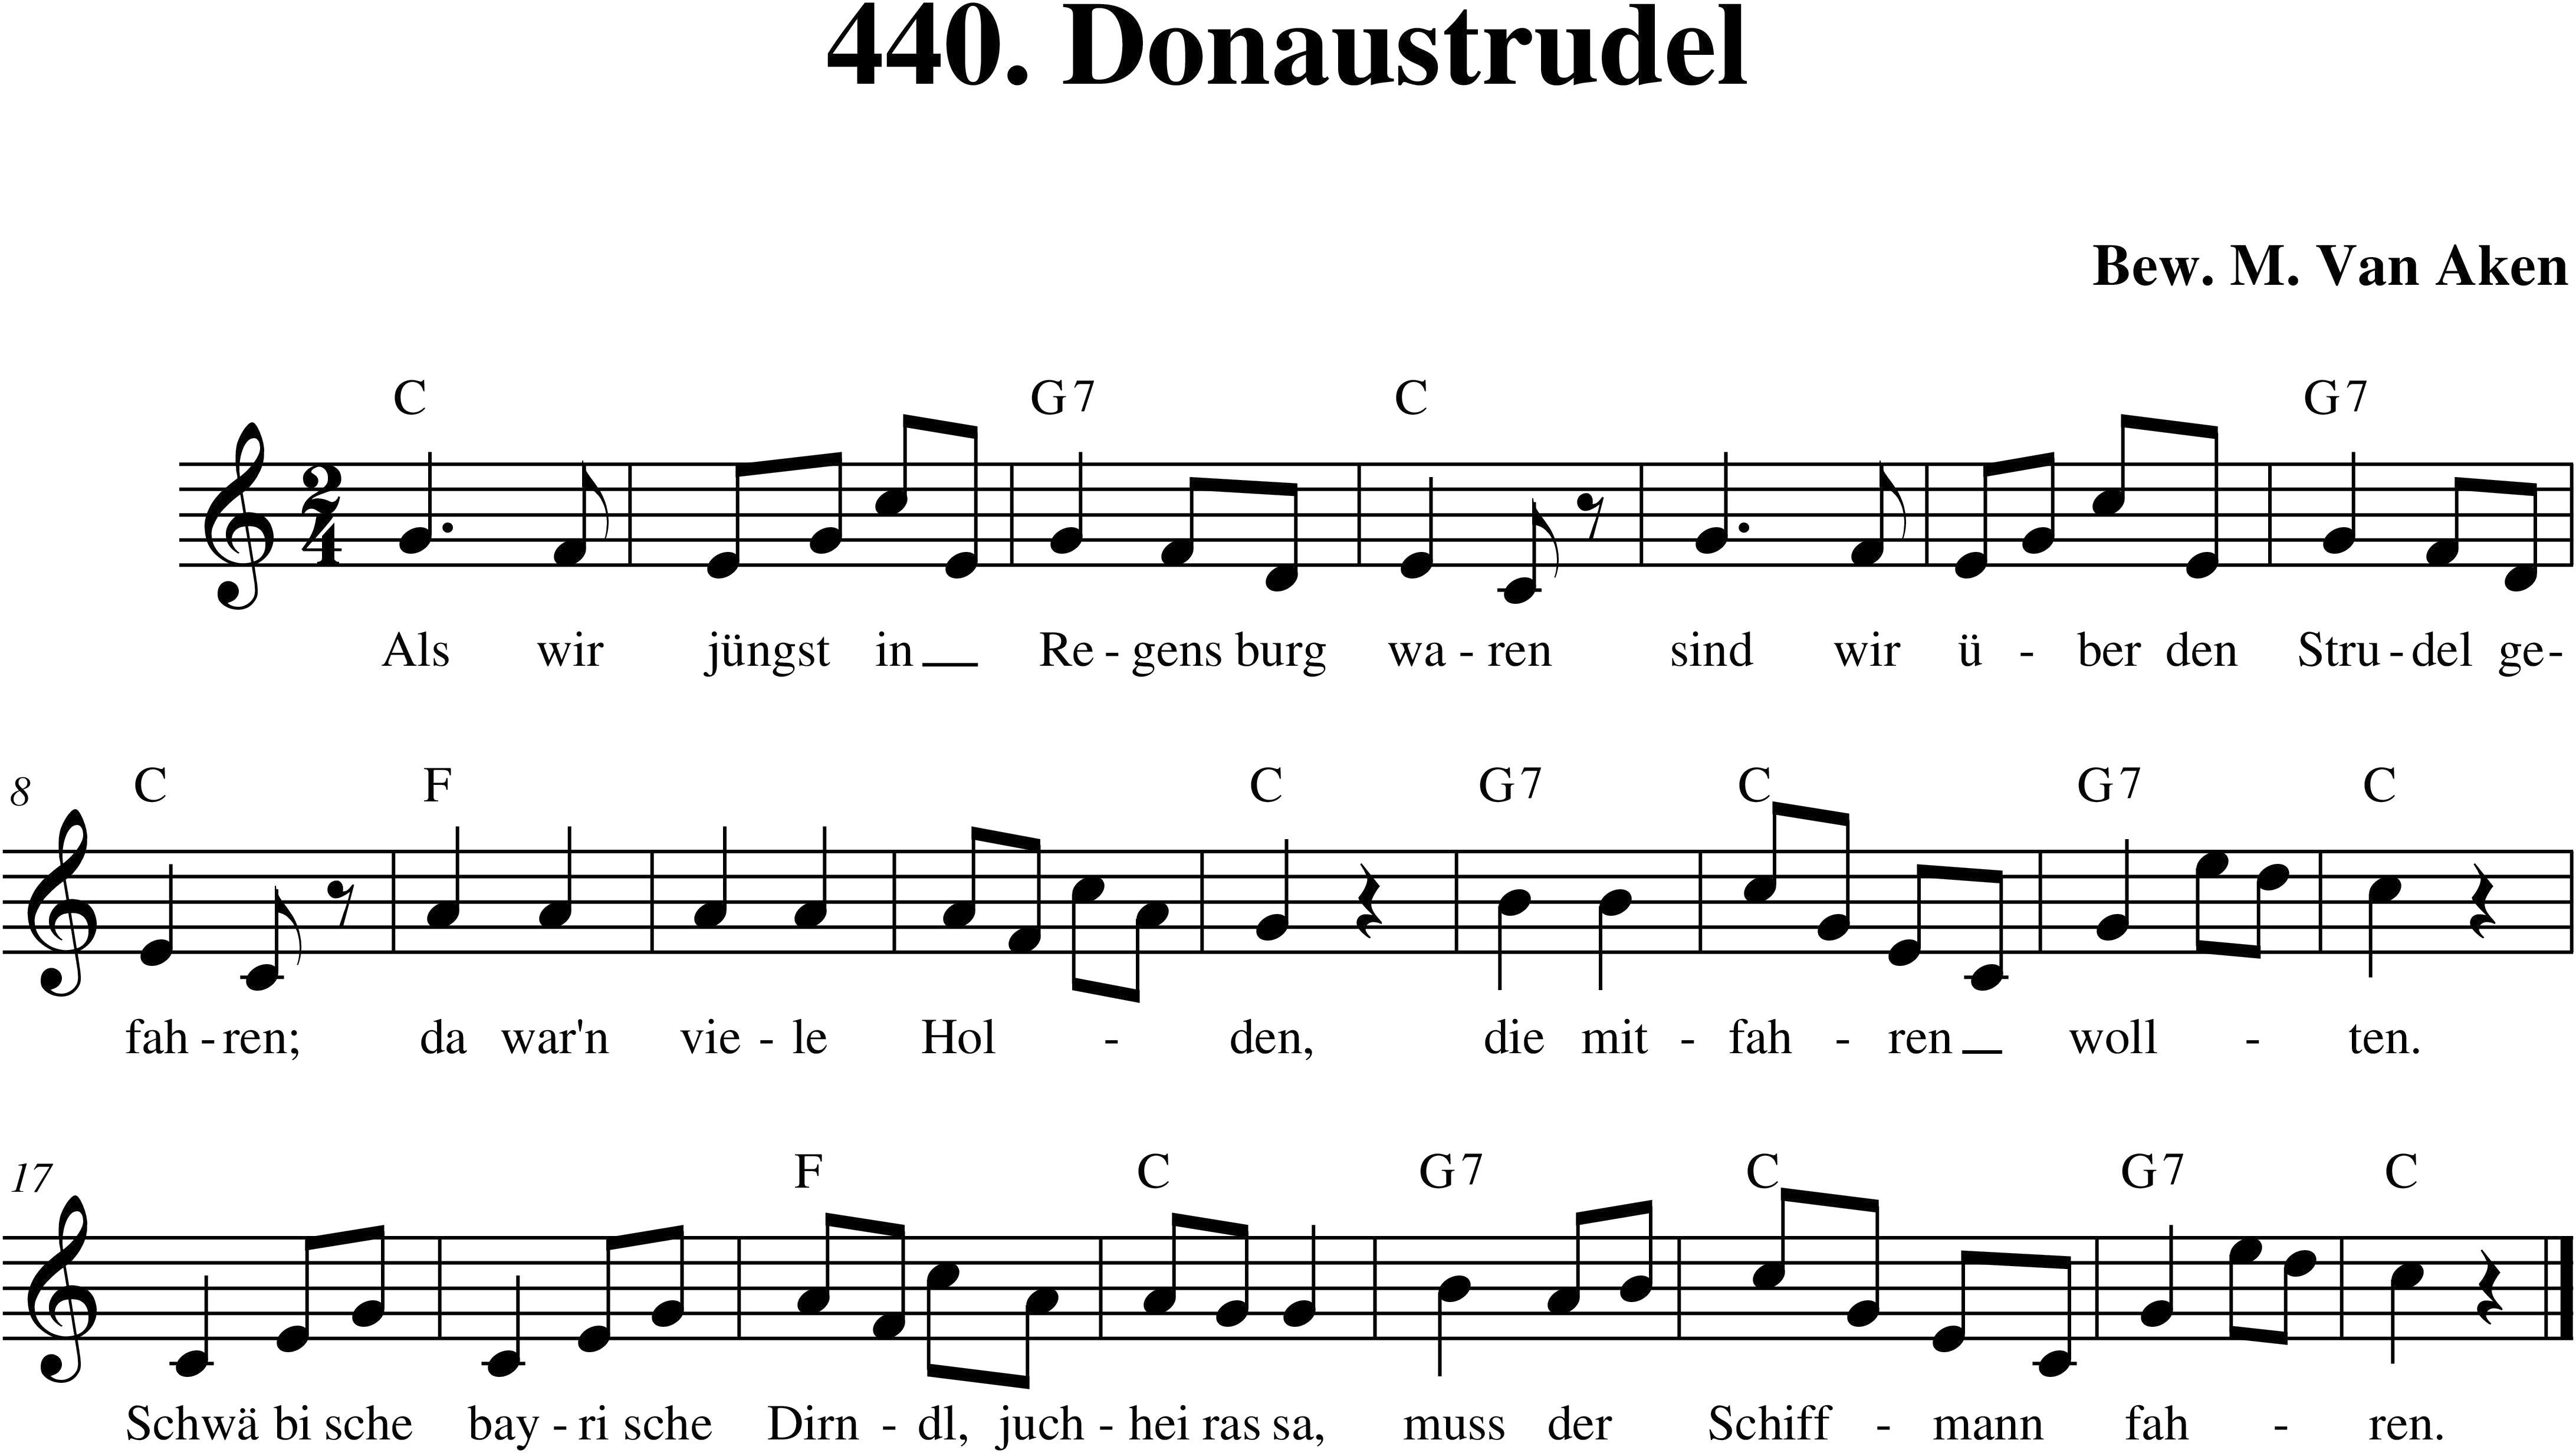 440. Donaustrudel
Bew. M. Van Aken
C G7 C G7
2
4
Als wir jüngst in Re - gens burg wa - ren sind wir ü - ber den Stru - del ge -
8 C F C G7 C G7 C
fah - ren; da war'n vie - le Hol - den, die mit - fah - ren woll - ten.
17 F C G7 C G7 C
Schwä bi sche bay - ri sche Dirn - dl, juch - hei ras sa, muss der Schiff - mann fah - ren.